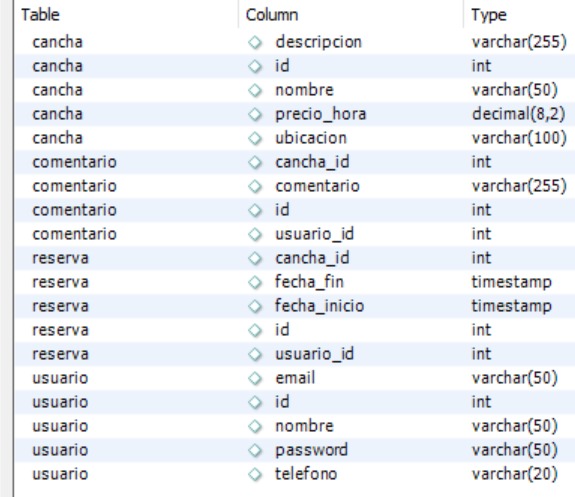 Table Column Type
cancha descripcion varchar(255)
cancha id int
cancha nombre varchar(50)
cancha precio_hora decimal(8,2)
cancha ubicacion varchar(100)
comentario cancha_id int
comentario comentario varchar(255)
comentario id int
comentario usuario_id int
reserva cancha_id int
reserva fecha_fin timestamp
reserva fecha_inicio timestamp
reserva id int
reserva usuario_id int
usuario email varchar(50)
usuario id int
usuario nombre varchar(50)
usuario password varchar(50)
usuario telefono varchar(20)